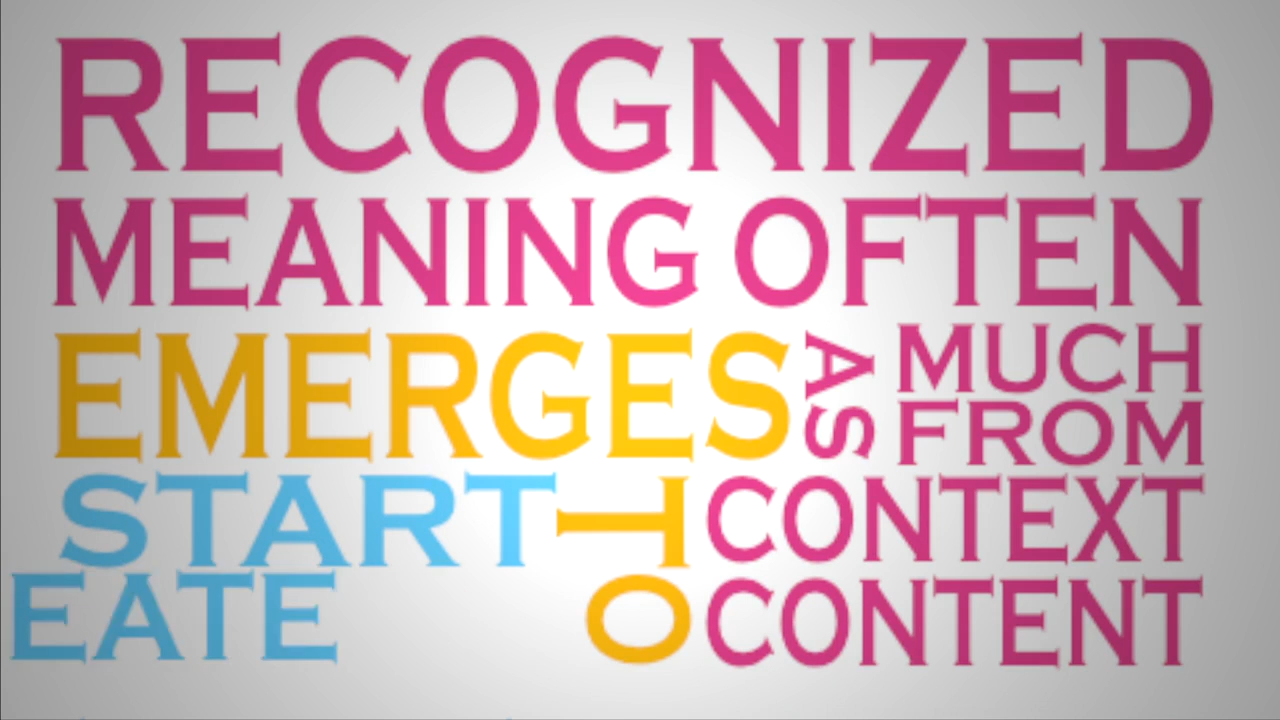 RECOGNIZED
MEANING OFTEN
EMERGES AS MUCH
FROM
START TO CONTEXT
EATE CONTENT